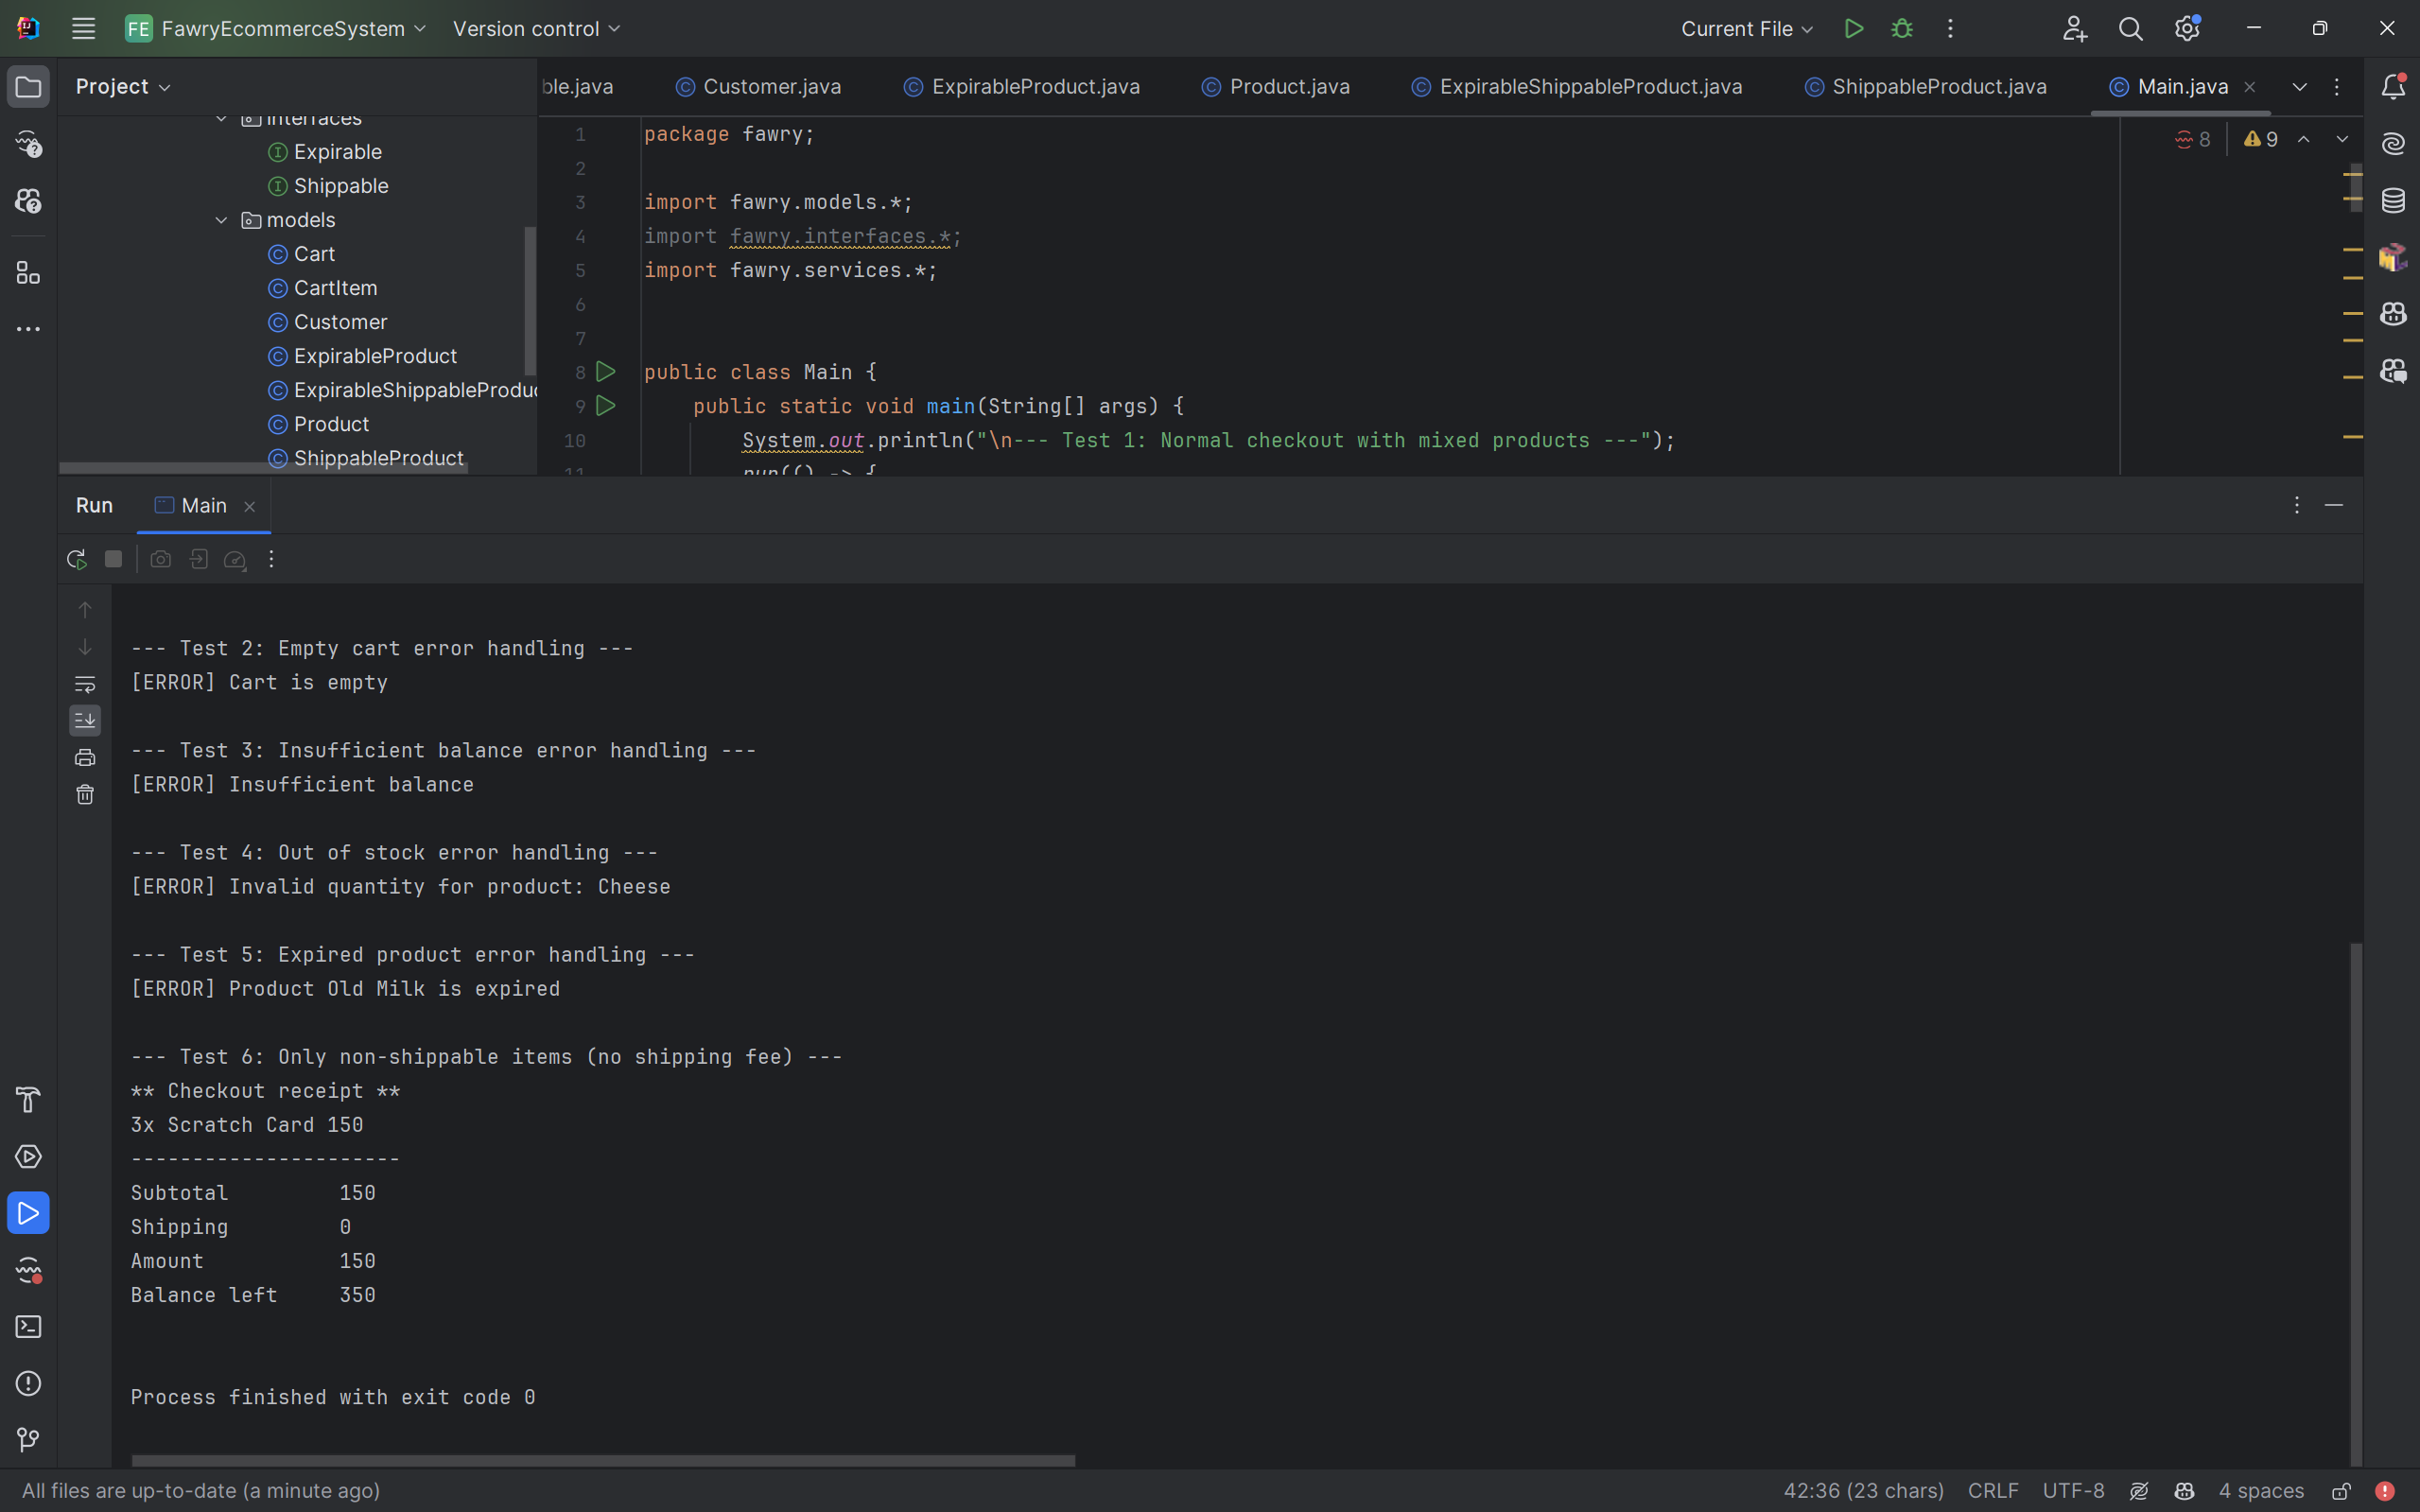 FE FawryEcommerceSystem Version control Current File
Project
ble.java Customer.java ExpirableProduct.java Product.java ExpirableShippableProduct.java ShippableProduct.java Main.java
interfaces
Expirable
Shippable
models
Cart
CartItem
Customer
ExpirableProduct
ExpirableShippableProduc
Product
ShippableProduct
8 9
1 package fawry;
2
3 import fawry.models.*;
4 import fawry.interfaces.*;
5 import fawry.services.*;
6
7
8 public class Main {
9 public static void main(String[] args) {
10 System.out.println("\n--- Test 1: Normal checkout with mixed products ---");
11 run(() -> {
Run Main
--- Test 2: Empty cart error handling ---
[ERROR] Cart is empty
--- Test 3: Insufficient balance error handling ---
[ERROR] Insufficient balance
--- Test 4: Out of stock error handling ---
[ERROR] Invalid quantity for product: Cheese
--- Test 5: Expired product error handling ---
[ERROR] Product Old Milk is expired
--- Test 6: Only non-shippable items (no shipping fee) ---
** Checkout receipt **
3x Scratch Card 150
----------------------
Subtotal 150
Shipping 0
Amount 150
Balance left 350
Process finished with exit code 0
All files are up-to-date (a minute ago) 42:36 (23 chars) CRLF UTF-8 4 spaces